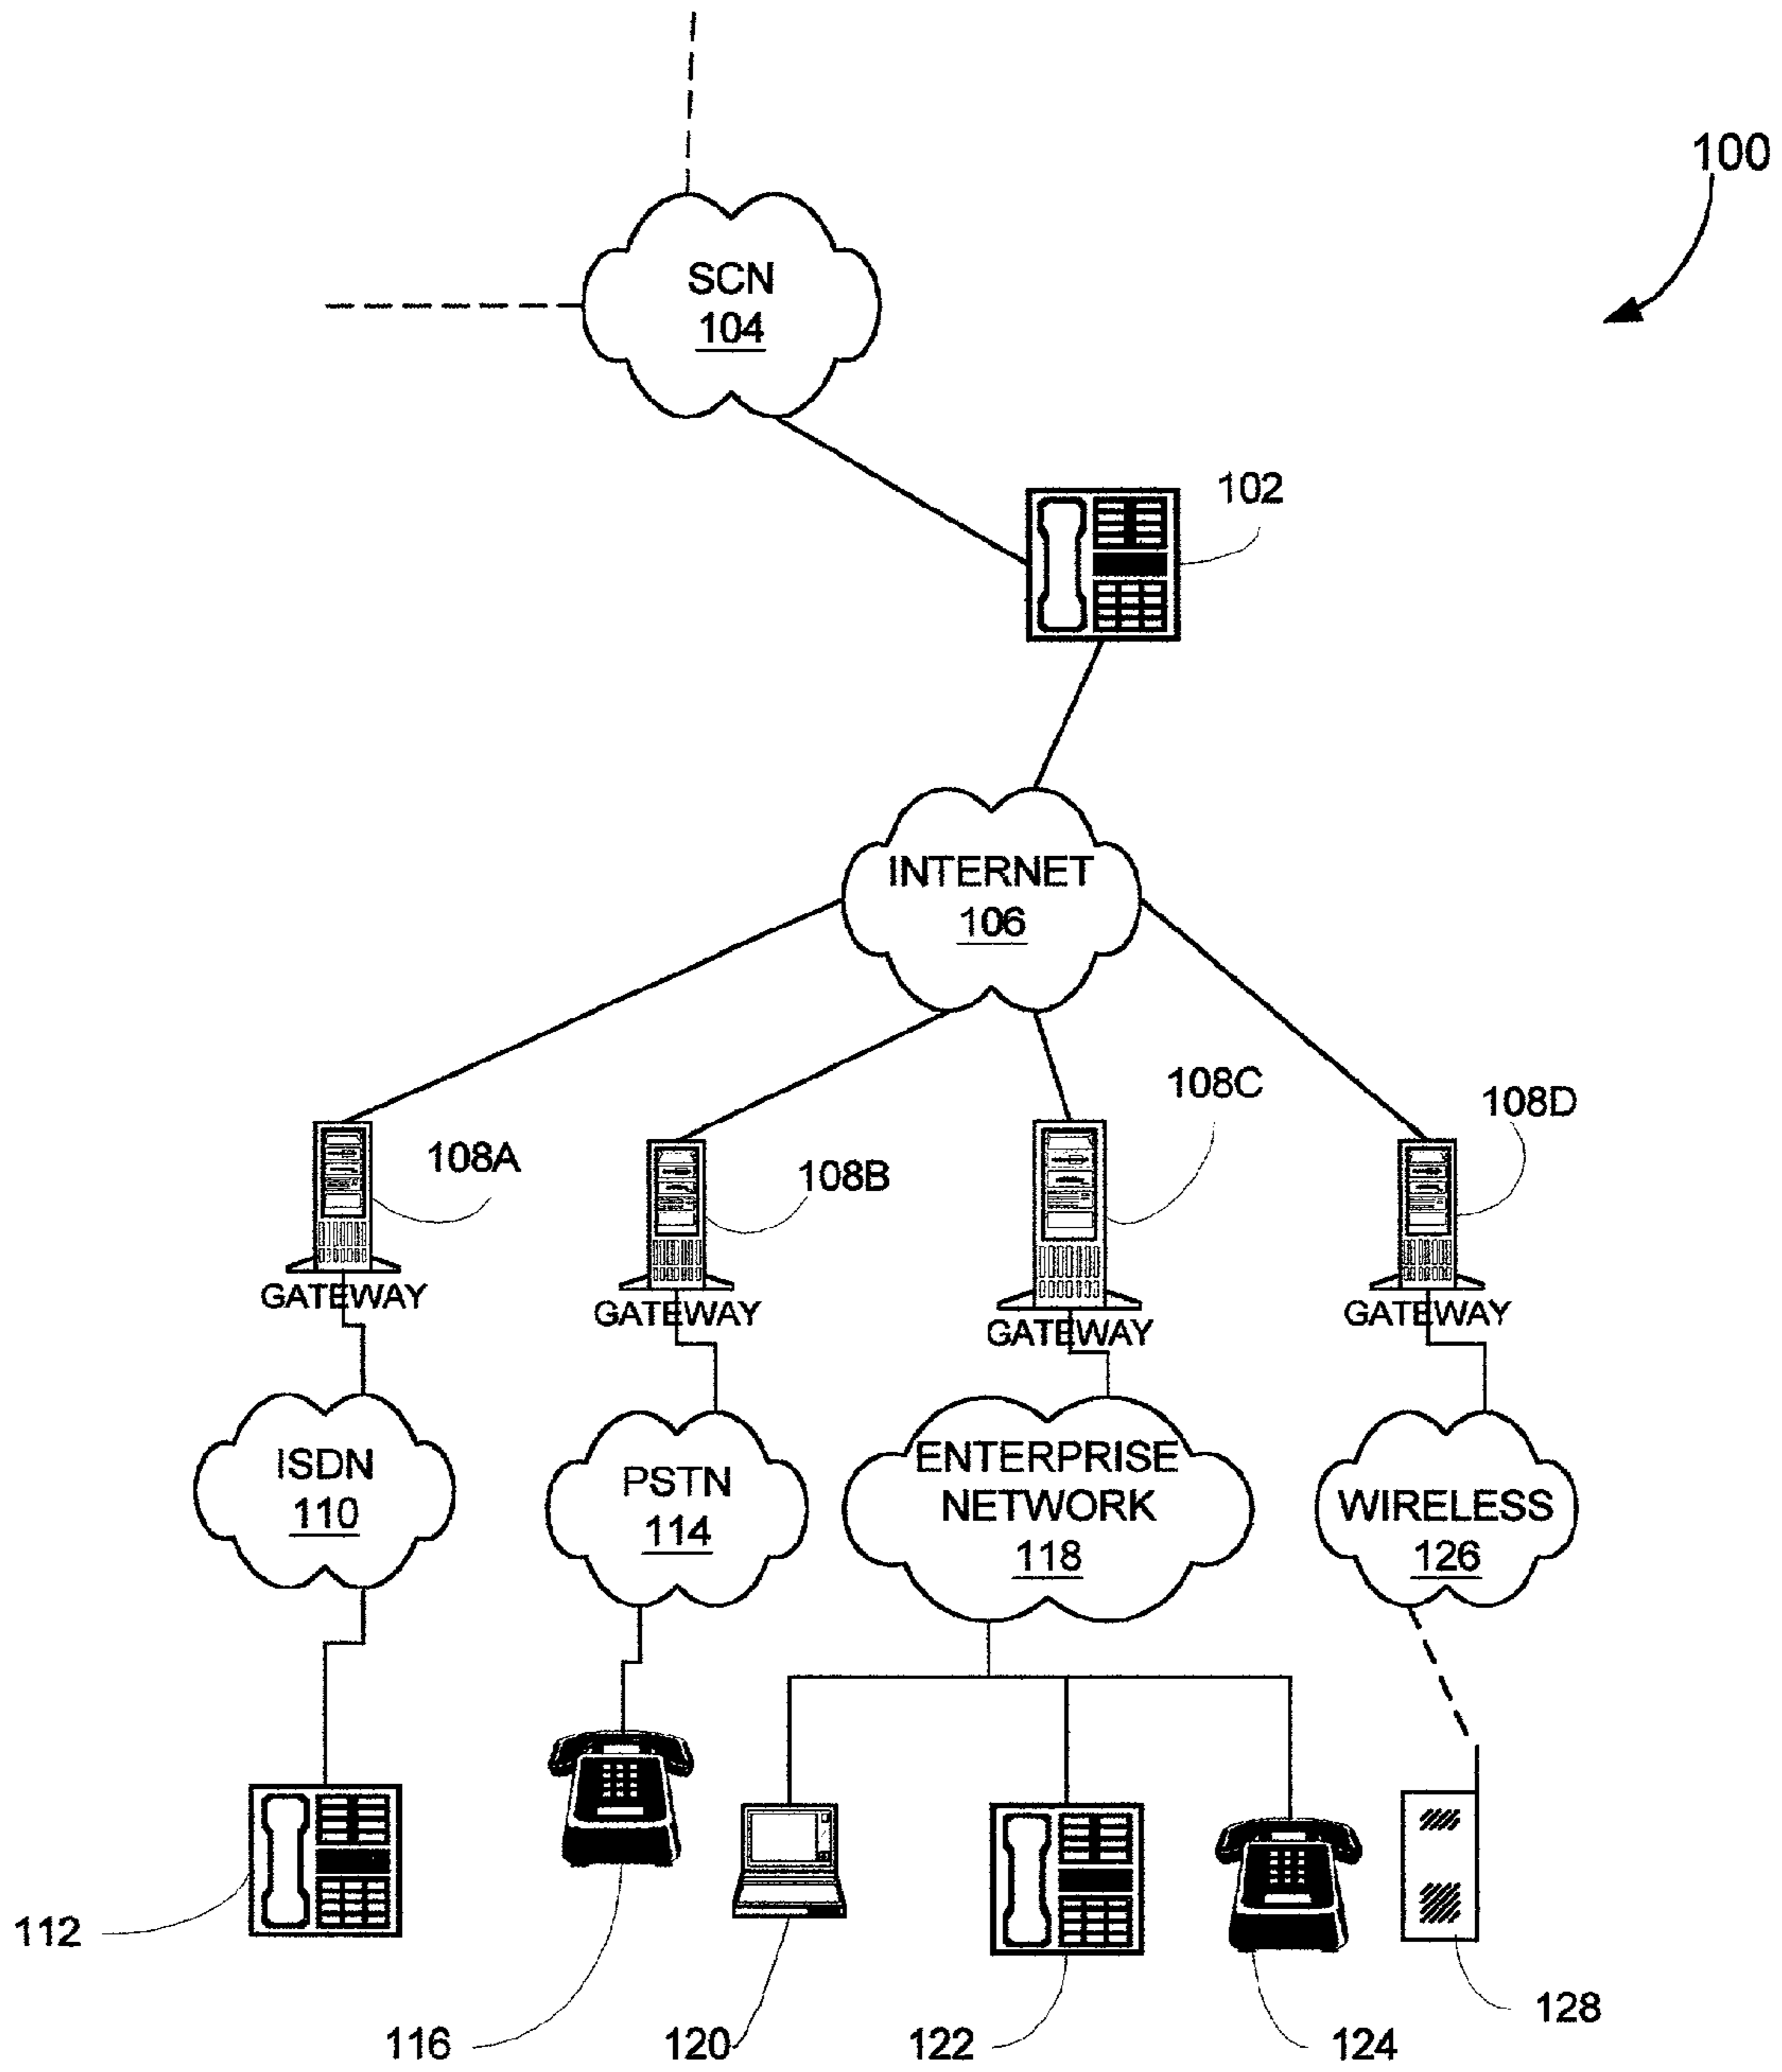 100
SCN
104
102
INTERNET
106
108C
108D
108A
108B
GATEWAY
GATEWAY
GATEWAY
GATEWAY
ISDN
110
PSTN
114
ENTERPRISE
NETWORK
118
WIRELESS
126
112
116
120
122
124
128